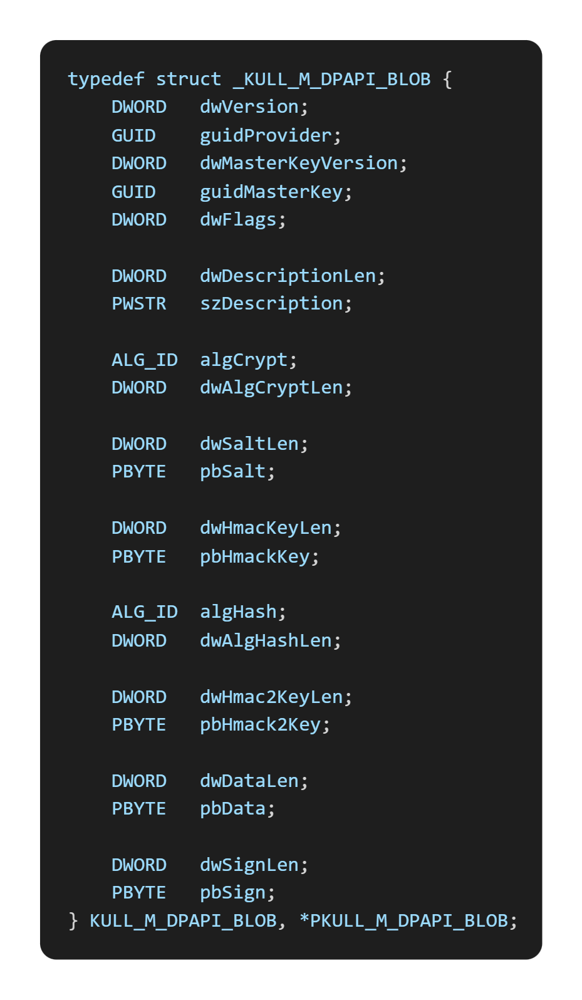 typedef struct _KULL_M_DPAPI_BLOB {
    DWORD   dwVersion;
    GUID    guidProvider;
    DWORD   dwMasterKeyVersion;
    GUID    guidMasterKey;
    DWORD   dwFlags;

    DWORD   dwDescriptionLen;
    PWSTR   szDescription;

    ALG_ID  algCrypt;
    DWORD   dwAlgCryptLen;

    DWORD   dwSaltLen;
    PBYTE   pbSalt;

    DWORD   dwHmacKeyLen;
    PBYTE   pbHmackKey;

    ALG_ID  algHash;
    DWORD   dwAlgHashLen;

    DWORD   dwHmac2KeyLen;
    PBYTE   pbHmack2Key;

    DWORD   dwDataLen;
    PBYTE   pbData;

    DWORD   dwSignLen;
    PBYTE   pbSign;
} KULL_M_DPAPI_BLOB, *PKULL_M_DPAPI_BLOB;